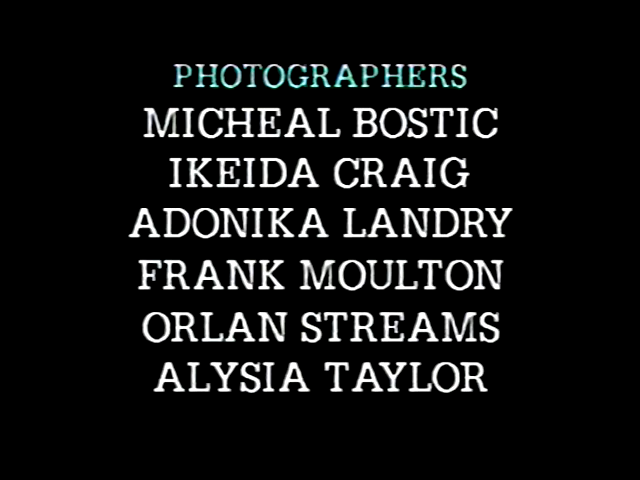 PHOTOGRAPHERS
MICHEAL BOSTIC
IKEIDA CRAIG
ADONIKA LANDRY
FRANK MOULTON
ORLAN STREAMS
ALYSIA TAYLOR